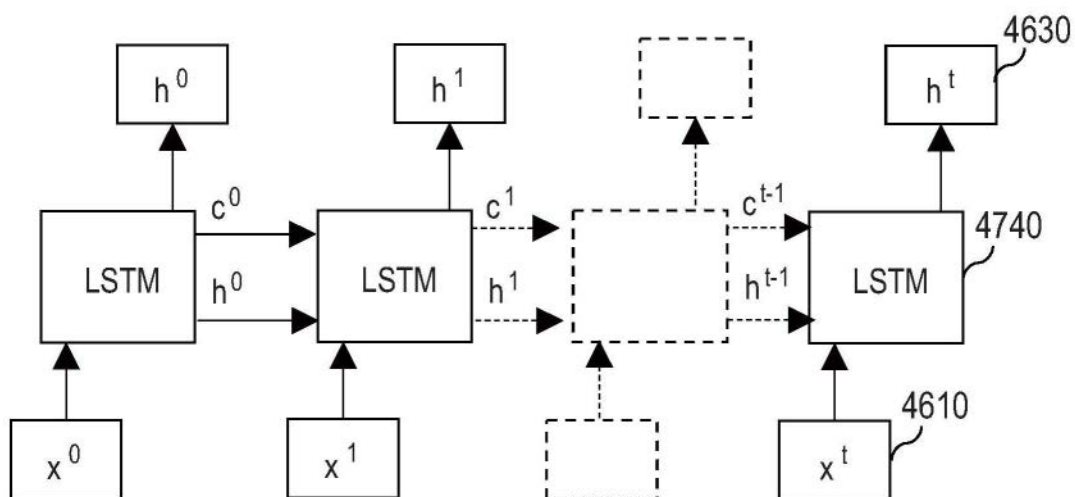 4630
h⁰ h¹ hᵗ
c⁰ c¹ cᵗ⁻¹
4740
LSTM LSTM LSTM
h⁰ h¹ hᵗ⁻¹
4610
x⁰ x¹ xᵗ